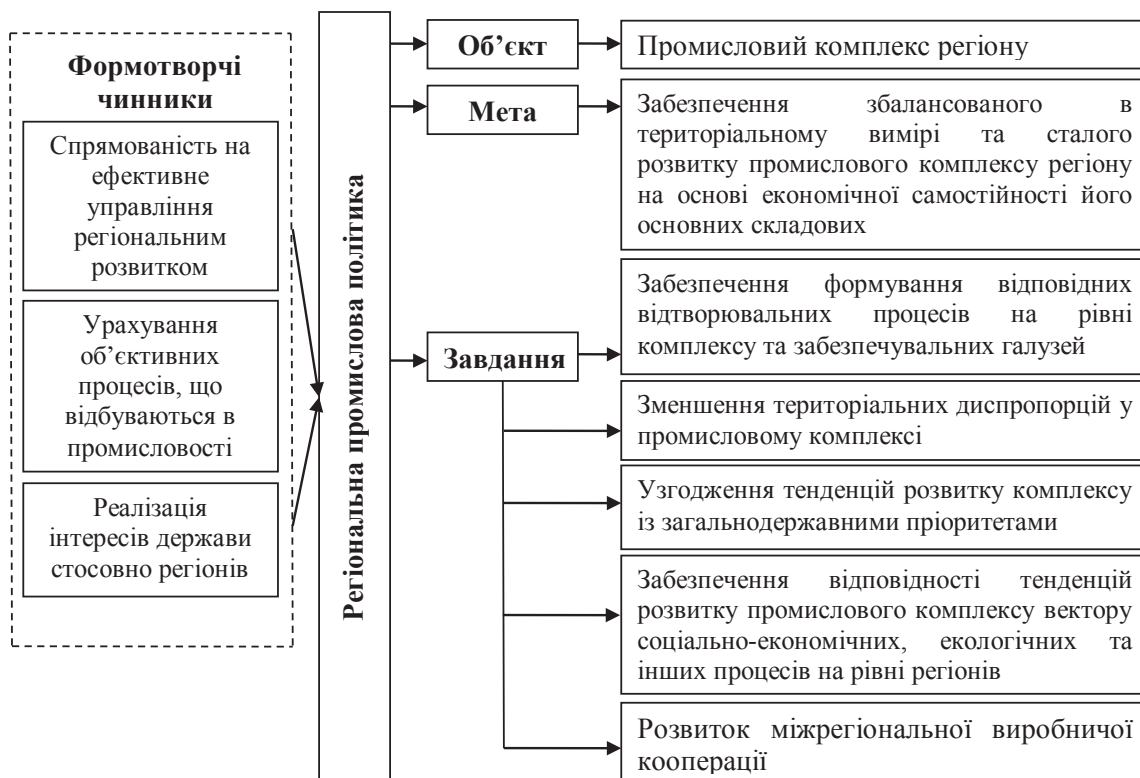 Формотворчі
чинники
Спрямованість на
ефективне
управління
регіональним
розвитком
Урахування
об’єктивних
процесів, що
відбуваються в
промисловості
Реалізація
інтересів держави
стосовно регіонів
Регіональна промислова політика
Об’єкт
Промисловий комплекс регіону
Мета
Забезпечення збалансованого в
територіальному вимірі та сталого
розвитку промислового комплексу регіону
на основі економічної самостійності його
основних складових
Завдання
Забезпечення формування відповідних
відтворювальних процесів на рівні
комплексу та забезпечувальних галузей
Зменшення територіальних диспропорцій у
промисловому комплексі
Узгодження тенденцій розвитку комплексу
із загальнодержавними пріоритетами
Забезпечення відповідності тенденцій
розвитку промислового комплексу вектору
соціально-економічних, екологічних та
інших процесів на рівні регіонів
Розвиток міжрегіональної виробничої
кооперації